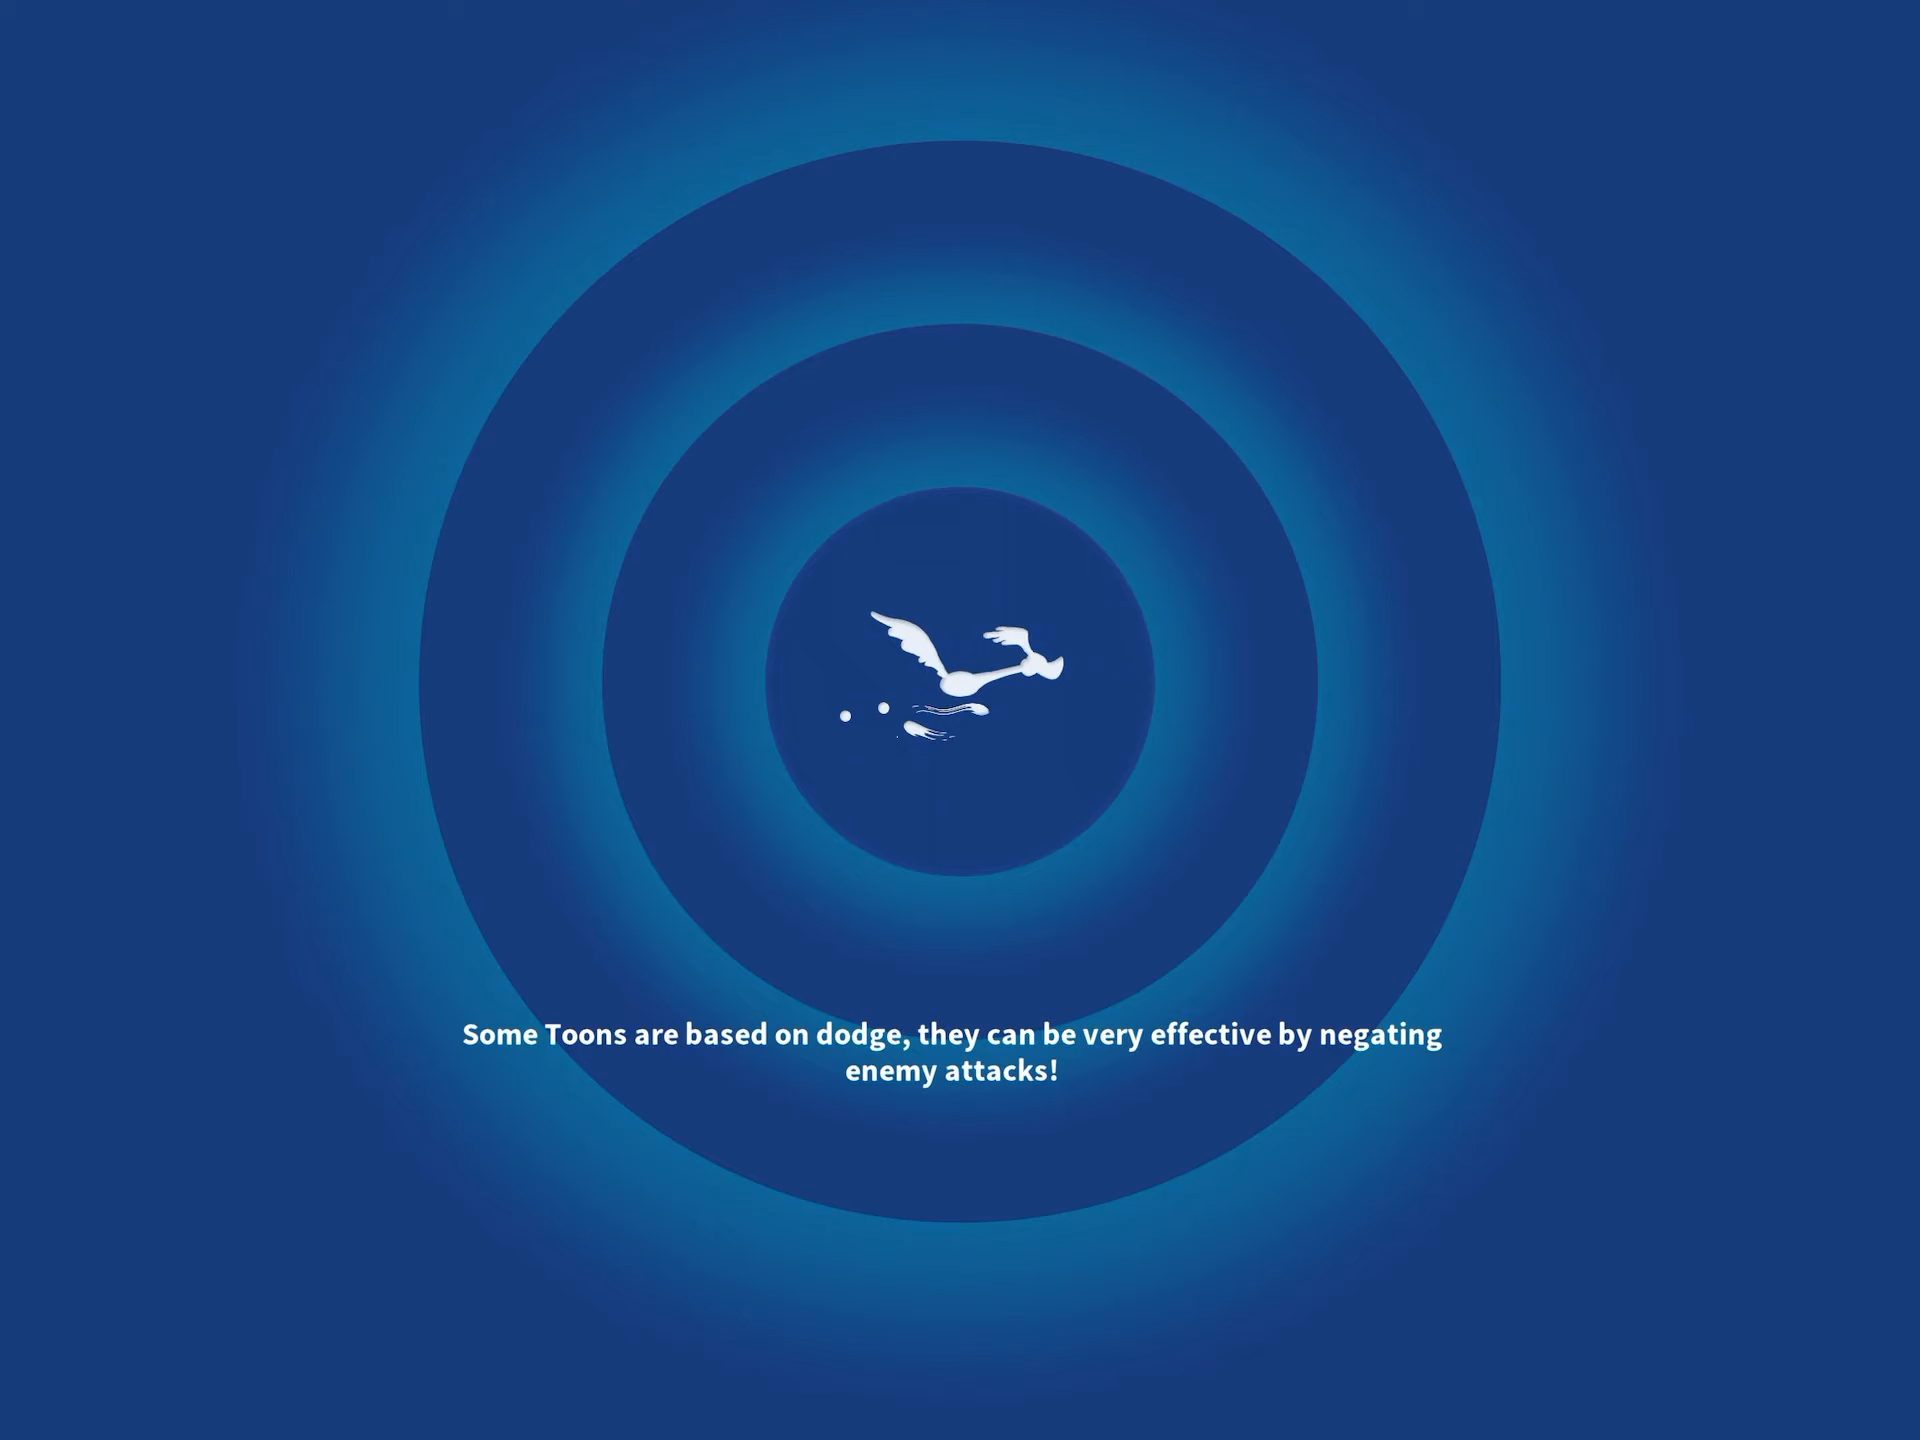 Some Toons are based on dodge, they can be very effective by negating
enemy attacks!